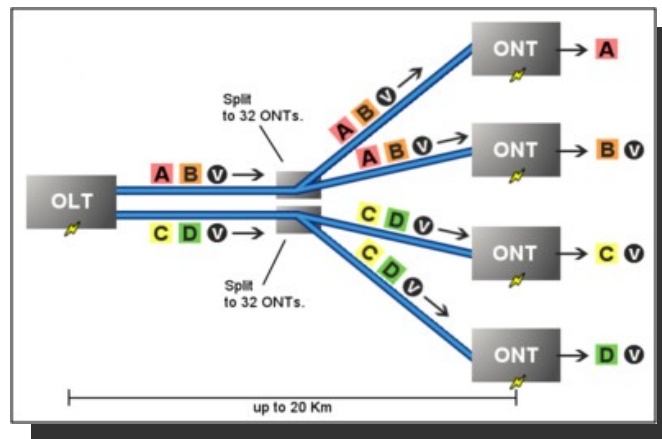 ONT
A
Split
to 32 ONTs.
A B V
A B V
ONT
B V
OLT
A B V
C D V
C D V
ONT
C V
C D V
Split
to 32 ONTs.
ONT
D V
up to 20 Km